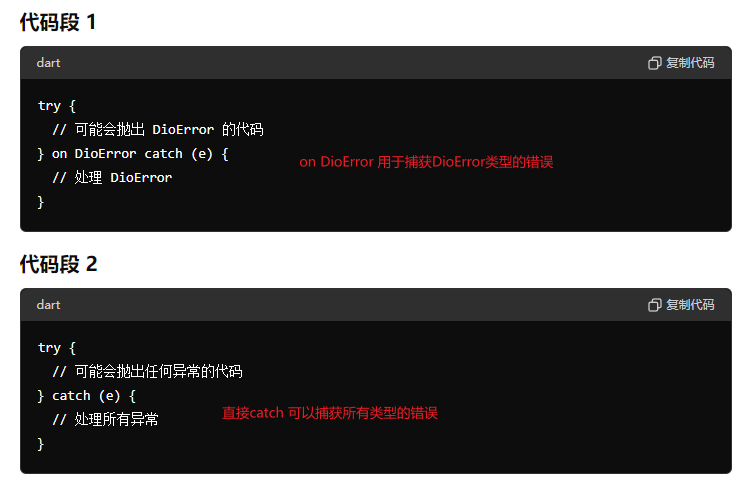 代码段 1
dart 复制代码
try {
// 可能会抛出 DioError 的代码
} on DioError catch (e) {
on DioError 用于捕获DioError类型的错误
// 处理 DioError
}
代码段 2
dart 复制代码
try {
// 可能会抛出任何异常的代码
} catch (e) {
直接catch 可以捕获所有类型的错误
// 处理所有异常
}